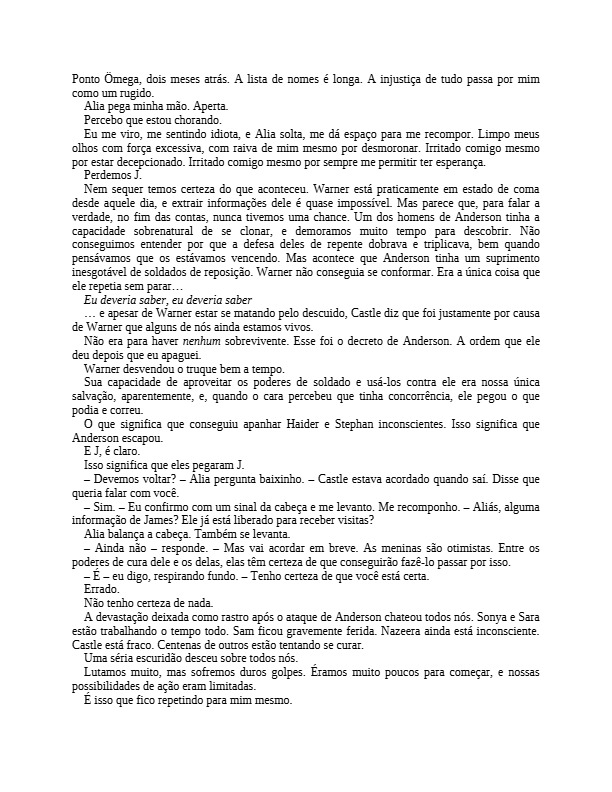 Ponto Ömega, dois meses atrás. A lista de nomes é longa. A injustiça de tudo passa por mim
como um rugido.
Alia pega minha mão. Aperta.
Percebo que estou chorando.
Eu me viro, me sentindo idiota, e Alia solta, me dá espaço para me recompor. Limpo meus
olhos com força excessiva, com raiva de mim mesmo por desmoronar. Irritado comigo mesmo
por estar decepcionado. Irritado comigo mesmo por sempre me permitir ter esperança.
Perdemos J.
Nem sequer temos certeza do que aconteceu. Warner está praticamente em estado de coma
desde aquele dia, e extrair informações dele é quase impossível. Mas parece que, para falar a
verdade, no fim das contas, nunca tivemos uma chance. Um dos homens de Anderson tinha a
capacidade sobrenatural de se clonar, e demoramos muito tempo para descobrir. Não
conseguimos entender por que a defesa deles de repente dobrava e triplicava, bem quando
pensávamos que os estávamos vencendo. Mas acontece que Anderson tinha um suprimento
inesgotável de soldados de reposição. Warner não conseguia se conformar. Era a única coisa que
ele repetia sem parar…
Eu deveria saber, eu deveria saber
… e apesar de Warner estar se matando pelo descuido, Castle diz que foi justamente por causa
de Warner que alguns de nós ainda estamos vivos.
Não era para haver nenhum sobrevivente. Esse foi o decreto de Anderson. A ordem que ele
deu depois que eu apaguei.
Warner desvendou o truque bem a tempo.
Sua capacidade de aproveitar os poderes de soldado e usá-los contra ele era nossa única
salvação, aparentemente, e, quando o cara percebeu que tinha concorrência, ele pegou o que
podia e correu.
O que significa que conseguiu apanhar Haider e Stephan inconscientes. Isso significa que
Anderson escapou.
E J, é claro.
Isso significa que eles pegaram J.
– Devemos voltar? – Alia pergunta baixinho. – Castle estava acordado quando saí. Disse que
queria falar com você.
– Sim. – Eu confirmo com um sinal da cabeça e me levanto. Me recomponho. – Aliás, alguma
informação de James? Ele já está liberado para receber visitas?
Alia balança a cabeça. Também se levanta.
– Ainda não – responde. – Mas vai acordar em breve. As meninas são otimistas. Entre os
poderes de cura dele e os delas, elas têm certeza de que conseguirão fazê-lo passar por isso.
– É – eu digo, respirando fundo. – Tenho certeza de que você está certa.
Errado.
Não tenho certeza de nada.
A devastação deixada como rastro após o ataque de Anderson chateou todos nós. Sonya e Sara
estão trabalhando o tempo todo. Sam ficou gravemente ferida. Nazeera ainda está inconsciente.
Castle está fraco. Centenas de outros estão tentando se curar.
Uma séria escuridão desceu sobre todos nós.
Lutamos muito, mas sofremos duros golpes. Éramos muito poucos para começar, e nossas
possibilidades de ação eram limitadas.
É isso que fico repetindo para mim mesmo.